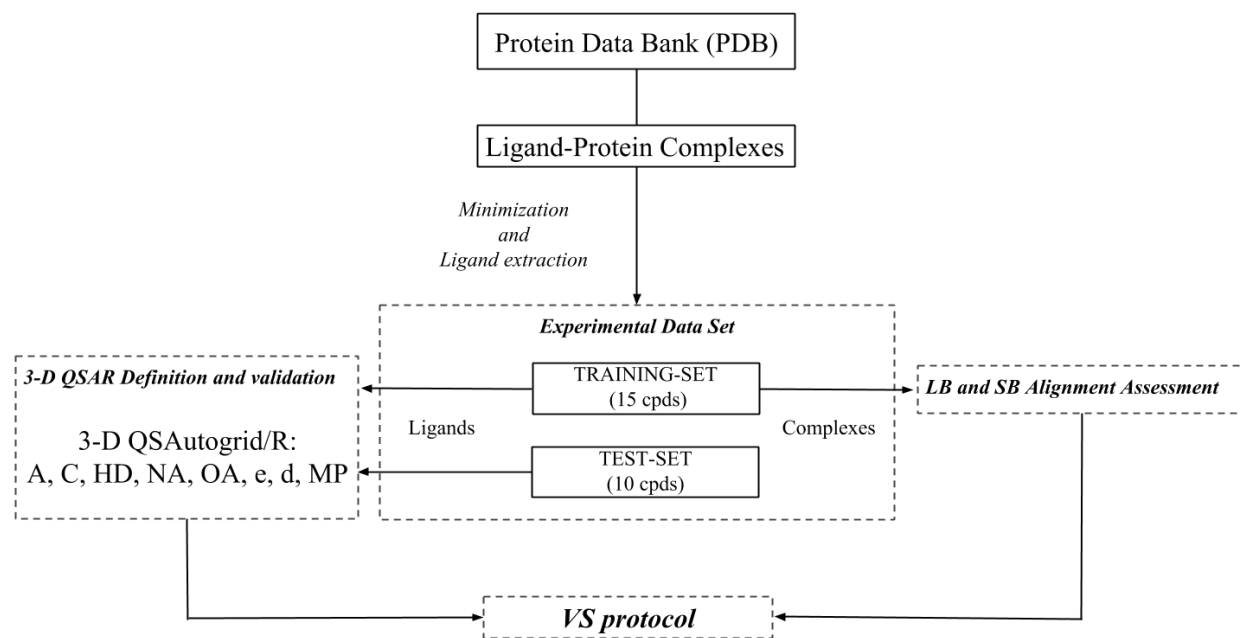 Protein Data Bank (PDB)
Ligand-Protein Complexes
Minimization
and
Ligand extraction
Experimental Data Set
3-D QSAR Definition and validation
TRAINING-SET
(15 cpds)
LB and SB Alignment Assessment
Ligands
Complexes
3-D QSAutogrid/R:
A, C, HD, NA, OA, e, d, MP
TEST-SET
(10 cpds)
VS protocol